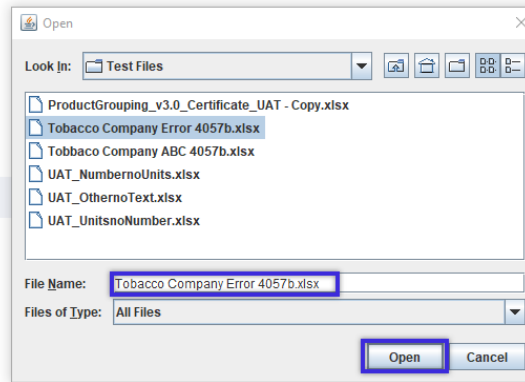 Open
Look In: Test Files
ProductGrouping_v3.0_Certificate_UAT - Copy.xlsx
Tobacco Company Error 4057b.xlsx
Tobbaco Company ABC 4057b.xlsx
UAT_NumbernoUnits.xlsx
UAT_OthernoText.xlsx
UAT_UnitsnoNumber.xlsx
File Name: Tobacco Company Error 4057b.xlsx
Files of Type: All Files
Open Cancel